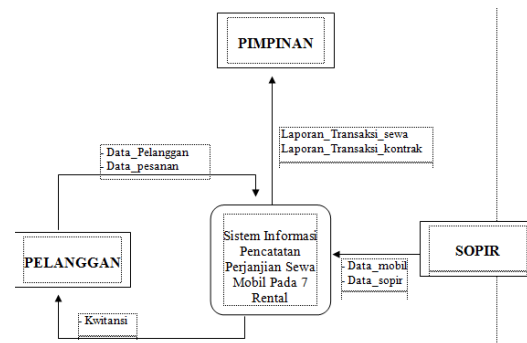 PIMPINAN
Laporan_Transaksi_sewa
Laporan_Transaksi_kontrak
- Data_Pelanggan
- Data_pesanan
Sistem Informasi
Pencatatan
Perjanjian Sewa
Mobil Pada 7
Rental
PELANGGAN
SOPIR
- Data_mobil
- Data_sopir
- Kwitansi